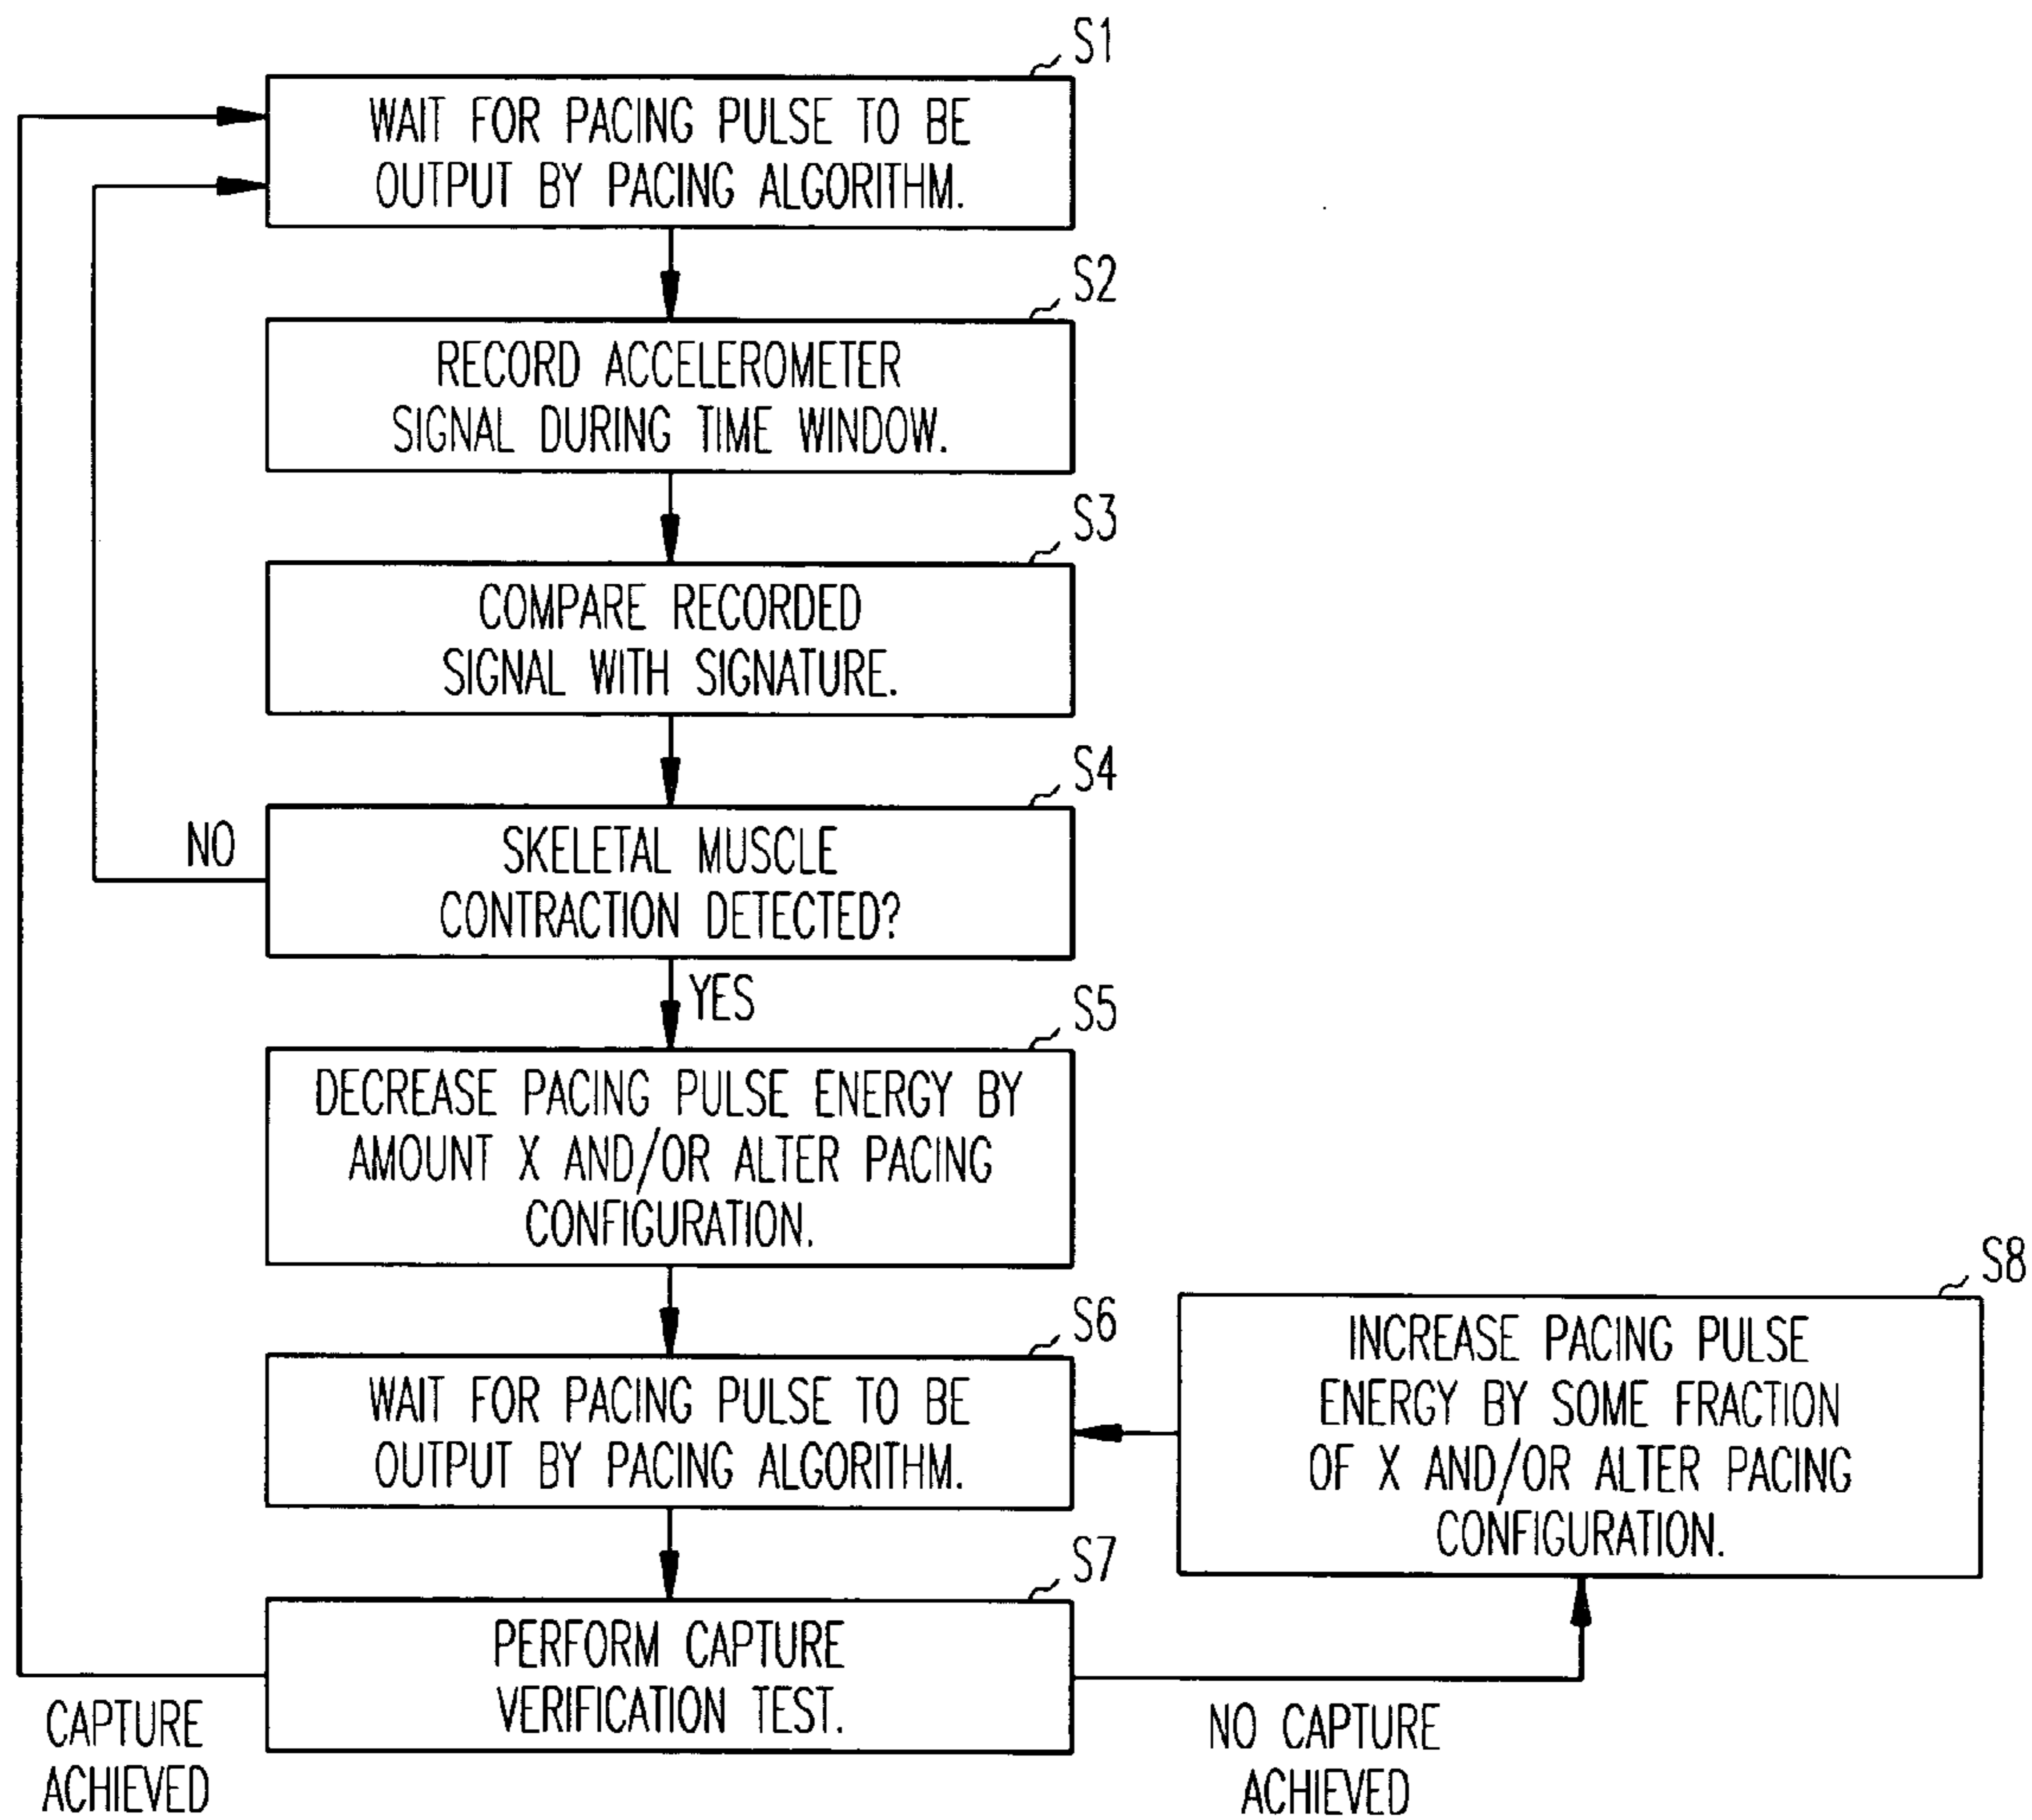 S1
WAIT FOR PACING PULSE TO BE
OUTPUT BY PACING ALGORITHM.
S2
RECORD ACCELEROMETER
SIGNAL DURING TIME WINDOW.
S3
COMPARE RECORDED
SIGNAL WITH SIGNATURE.
S4
SKELETAL MUSCLE
CONTRACTION DETECTED?
NO
YES
S5
DECREASE PACING PULSE ENERGY BY
AMOUNT X AND/OR ALTER PACING
CONFIGURATION.
S6
WAIT FOR PACING PULSE TO BE
OUTPUT BY PACING ALGORITHM.
S8
INCREASE PACING PULSE
ENERGY BY SOME FRACTION
OF X AND/OR ALTER PACING
CONFIGURATION.
S7
PERFORM CAPTURE
VERIFICATION TEST.
CAPTURE
ACHIEVED
NO CAPTURE
ACHIEVED